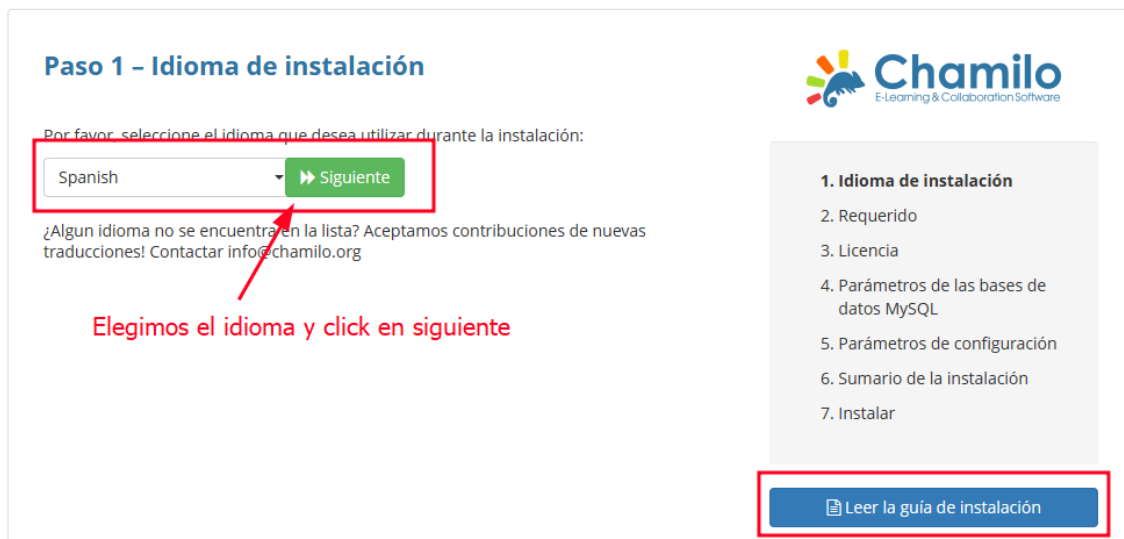 Paso 1 – Idioma de instalación
Por favor, seleccione el idioma que desea utilizar durante la instalación:
Spanish
Siguiente
¿Algun idioma no se encuentra en la lista? Aceptamos contribuciones de nuevas
traducciones! Contactar info@chamilo.org
Elegimos el idioma y click en siguiente
Chamilo
E-Learning & Collaboration Software
1. Idioma de instalación
2. Requerido
3. Licencia
4. Parámetros de las bases de
datos MySQL
5. Parámetros de configuración
6. Sumario de la instalación
7. Instalar
Leer la guía de instalación